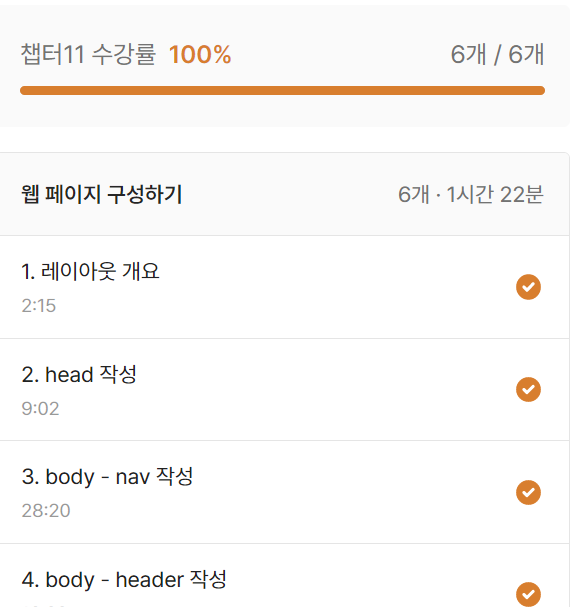 챕터11 수강률 100% 6개 / 6개
웹 페이지 구성하기 6개 · 1시간 22분
1. 레이아웃 개요
2:15
2. head 작성
9:02
3. body - nav 작성
28:20
4. body - header 작성